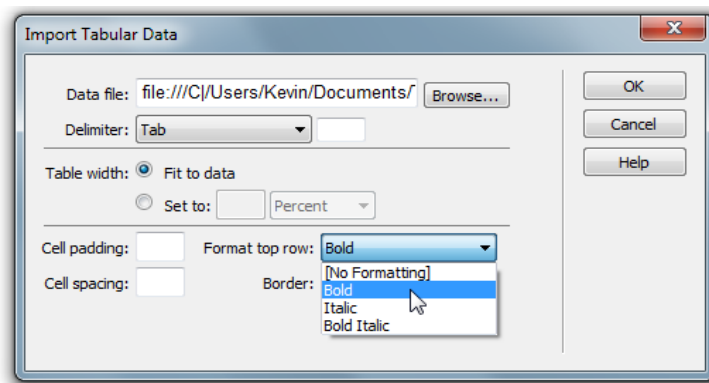 Import Tabular Data
Data file: file:///C|/Users/Kevin/Documents/ Browse...
OK
Delimiter: Tab
Cancel
Table width: Fit to data
Help
Set to: Percent
Cell padding: Format top row: Bold
[No Formatting]
Cell spacing: Border: Bold
Italic
Bold Italic